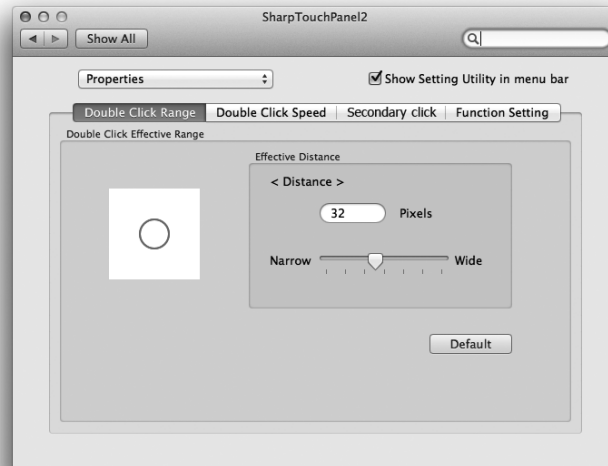 SharpTouchPanel2
Show All
Properties
Show Setting Utility in menu bar
Double Click Range Double Click Speed Secondary click Function Setting
Double Click Effective Range
Effective Distance
< Distance >
32 Pixels
Narrow Wide
Default